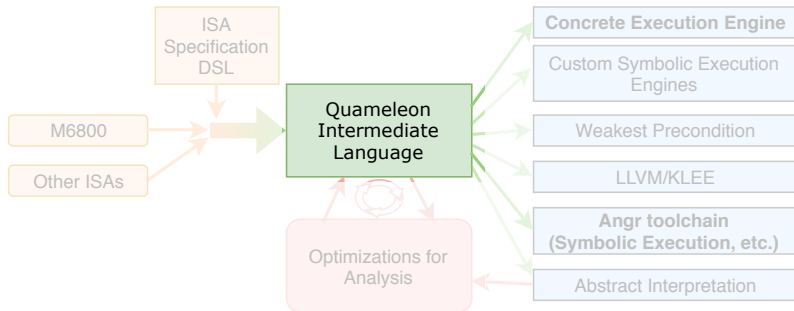 ISA
Specification
DSL
M6800
Other ISAs
Quameleon
Intermediate
Language
Optimizations for
Analysis
Concrete Execution Engine
Custom Symbolic Execution
Engines
Weakest Precondition
LLVM/KLEE
Angr toolchain
(Symbolic Execution, etc.)
Abstract Interpretation